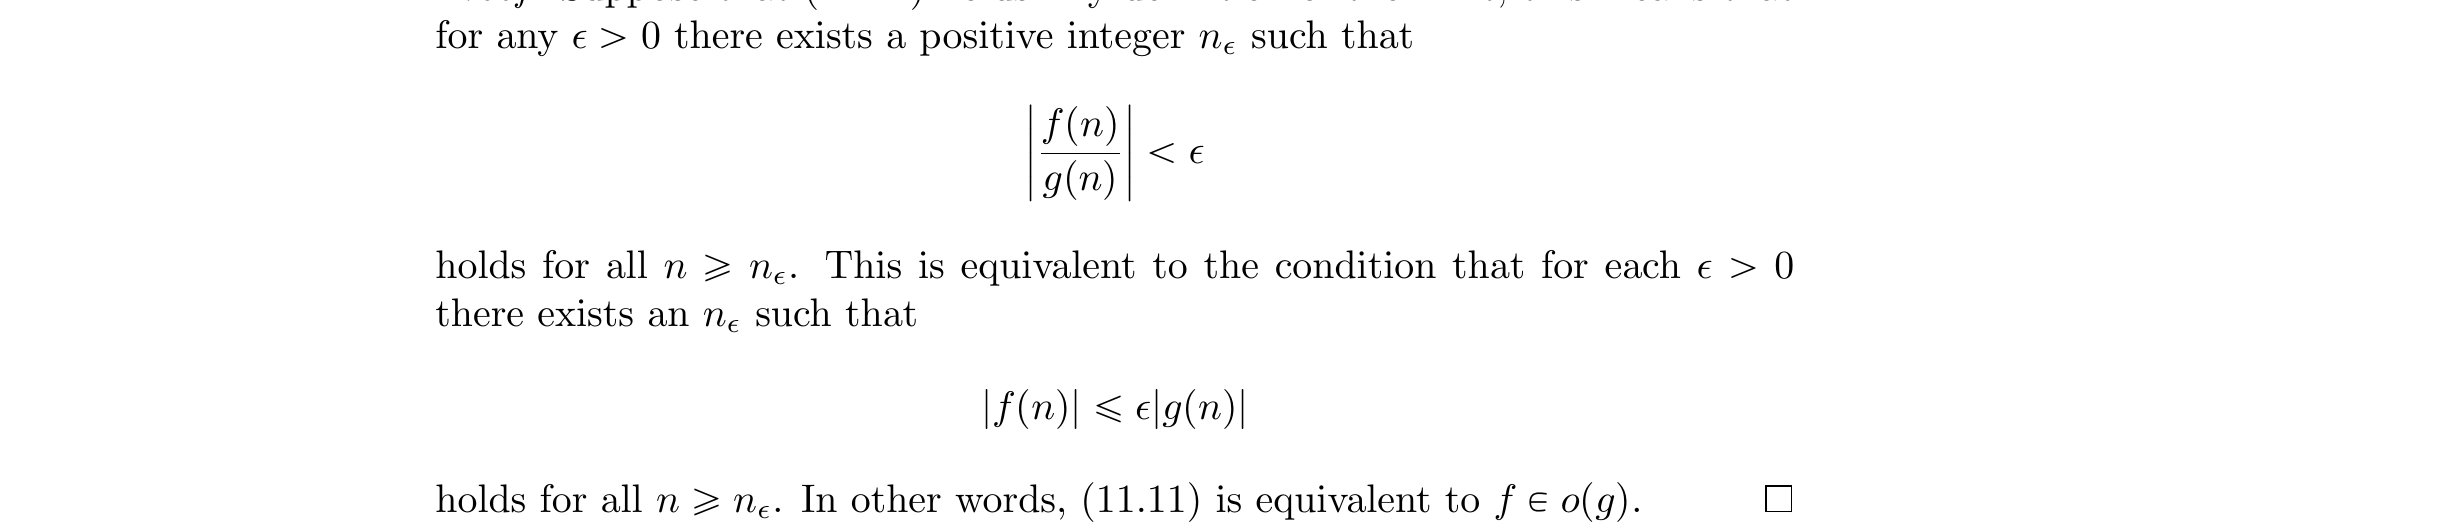 for any ϵ > 0 there exists a positive integer n_ϵ such that
|f(n)/g(n)| < ϵ
holds for all n ⩾ n_ϵ. This is equivalent to the condition that for each ϵ > 0
there exists an n_ϵ such that
|f(n)| ⩽ ϵ|g(n)|
holds for all n ⩾ n_ϵ. In other words, (11.11) is equivalent to f ∈ o(g). □